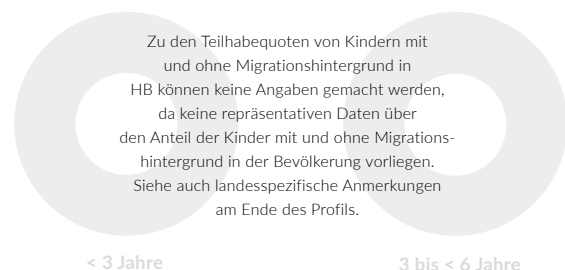 Zu den Teilhabequoten von Kindern mit
und ohne Migrationshintergrund in
HB können keine Angaben gemacht werden,
da keine repräsentativen Daten über
den Anteil der Kinder mit und ohne Migrations-
hintergrund in der Bevölkerung vorliegen.
Siehe auch landesspezifische Anmerkungen
am Ende des Profils.
< 3 Jahre
3 bis < 6 Jahre